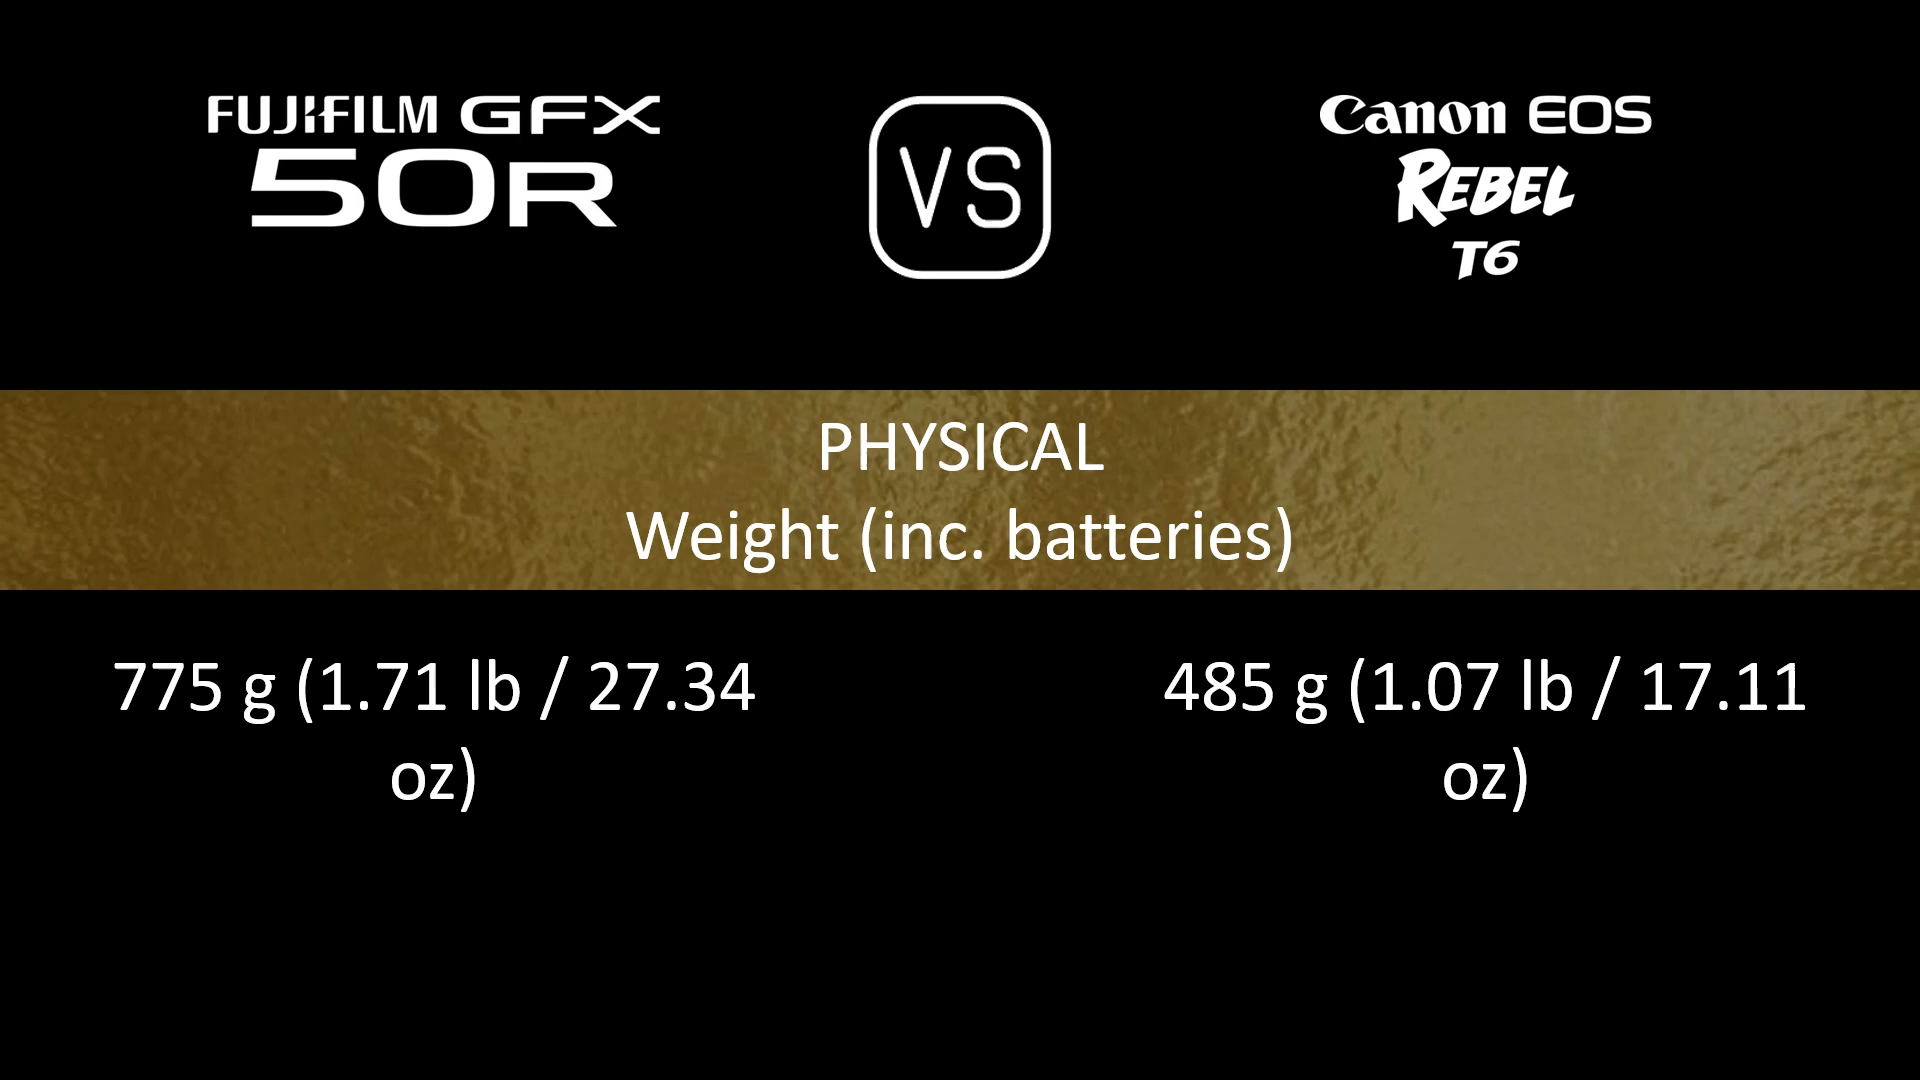 FUJIFILM GFX
50R
VS
Canon EOS
REBEL
T6
PHYSICAL
Weight (inc. batteries)
775 g (1.71 lb / 27.34
oz)
485 g (1.07 lb / 17.11
oz)